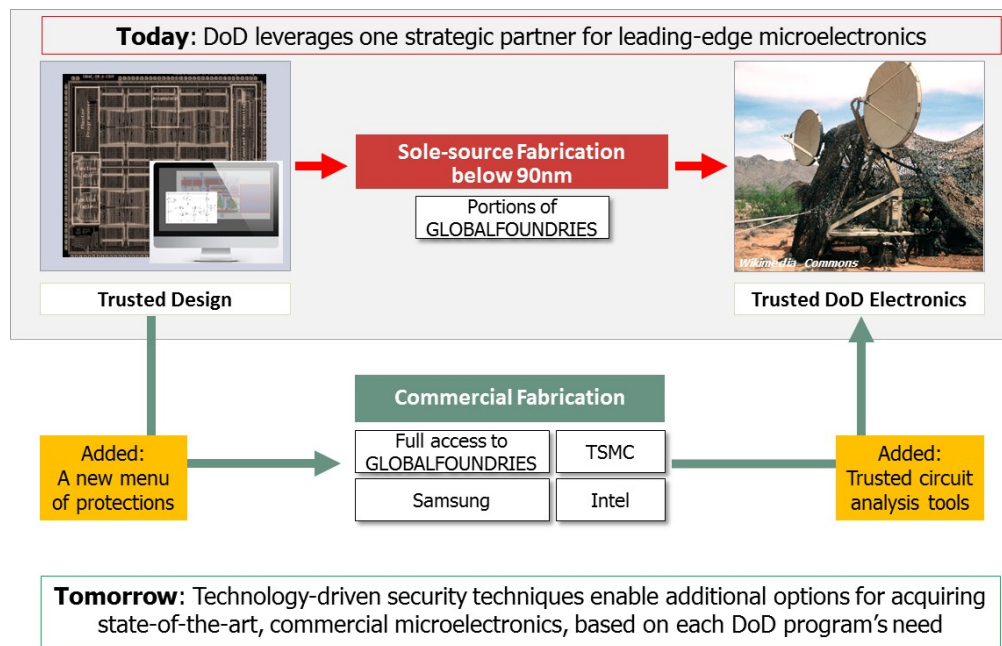 Today: DoD leverages one strategic partner for leading-edge microelectronics
Sole-source Fabrication
below 90nm
Portions of
GLOBALFOUNDRIES
Wikimedia Commons
Trusted Design
Trusted DoD Electronics
Commercial Fabrication
Added:
A new menu
of protections
Full access to
GLOBALFOUNDRIES
TSMC
Samsung
Intel
Added:
Trusted circuit
analysis tools
Tomorrow: Technology-driven security techniques enable additional options for acquiring
state-of-the-art, commercial microelectronics, based on each DoD program's need